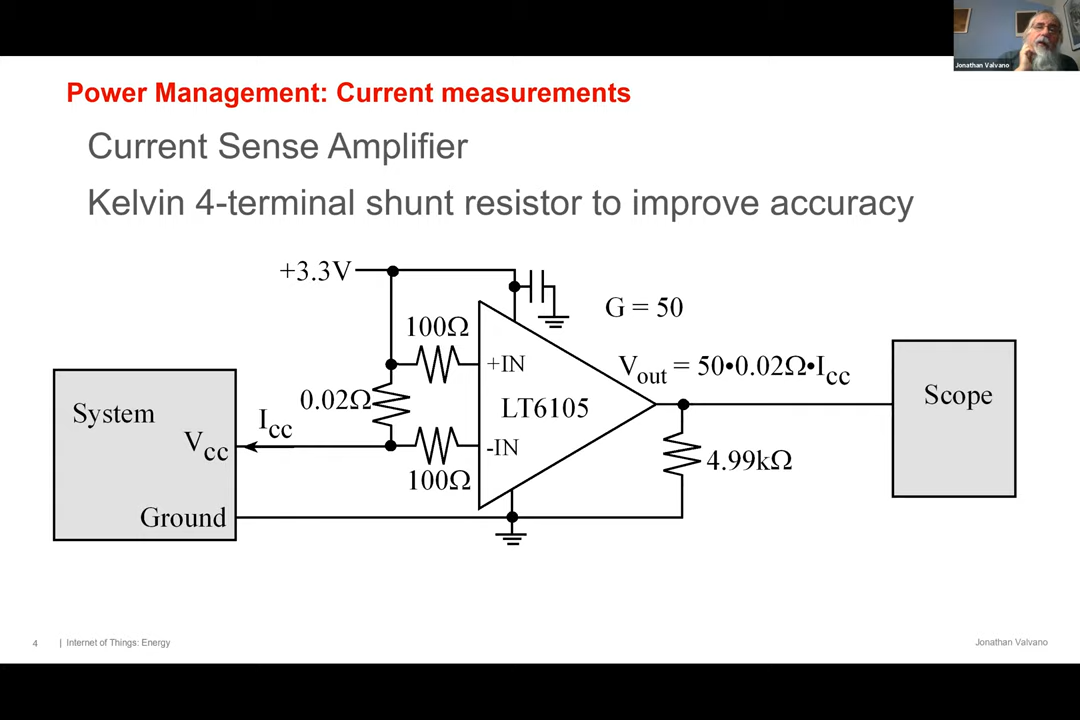 Jonathan Valvano
Power Management: Current measurements
Current Sense Amplifier
Kelvin 4-terminal shunt resistor to improve accuracy
+3.3V
G = 50
100Ω
+IN
Vout = 50•0.02Ω•Icc
Scope
System
0.02Ω
LT6105
Icc
Vcc
-IN
4.99kΩ
100Ω
Ground
4 | Internet of Things: Energy
Jonathan Valvano